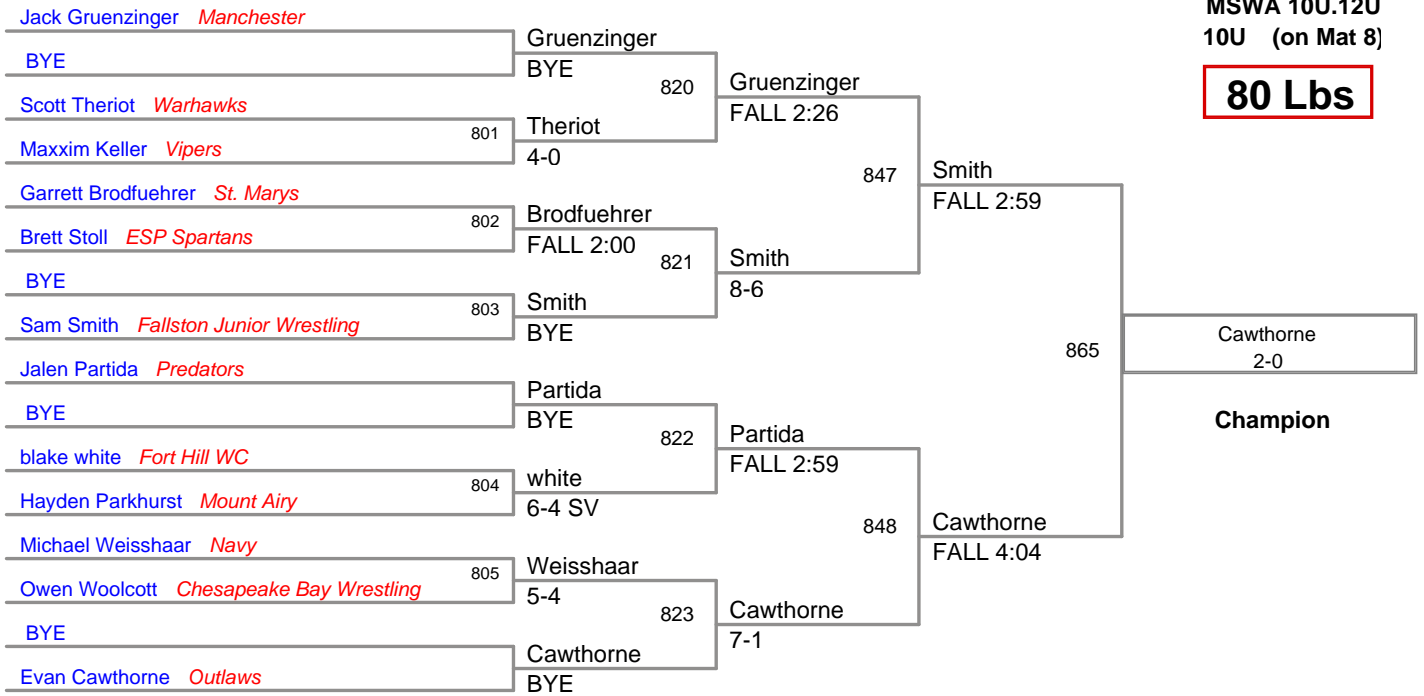 MSWA 10U.12U
10U (on Mat 8)
80 Lbs
Jack Gruenzinger Manchester
BYE
Scott Theriot Warhawks
Maxxim Keller Vipers
Garrett Brodfuehrer St. Marys
Brett Stoll ESP Spartans
BYE
Sam Smith Fallston Junior Wrestling
Jalen Partida Predators
BYE
blake white Fort Hill WC
Hayden Parkhurst Mount Airy
Michael Weisshaar Navy
Owen Woolcott Chesapeake Bay Wrestling
BYE
Evan Cawthorne Outlaws
801
802
803
804
805
Gruenzinger
BYE
Theriot
4-0
Brodfuehrer
FALL 2:00
Smith
BYE
Partida
BYE
white
6-4 SV
Weisshaar
5-4
Cawthorne
BYE
820
821
822
823
Gruenzinger
FALL 2:26
Smith
8-6
Partida
FALL 2:59
Cawthorne
7-1
847
848
Smith
FALL 2:59
Cawthorne
FALL 4:04
865
Cawthorne
2-0
Champion